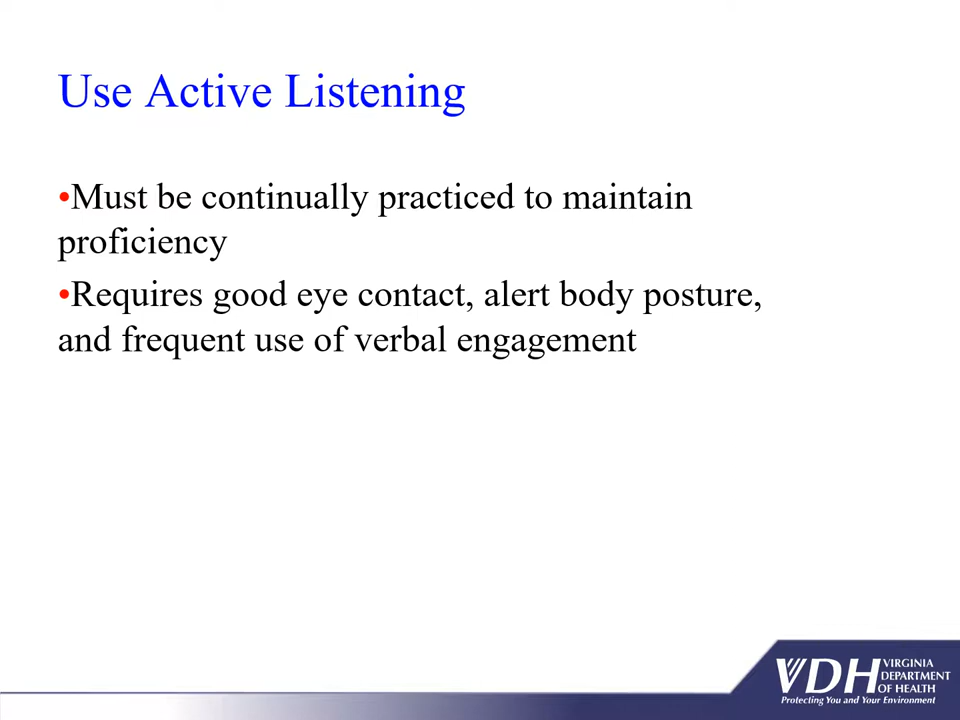 Use Active Listening
•Must be continually practiced to maintain
proficiency
•Requires good eye contact, alert body posture,
and frequent use of verbal engagement
VDH VIRGINIA
DEPARTMENT
OF HEALTH
Protecting You and Your Environment